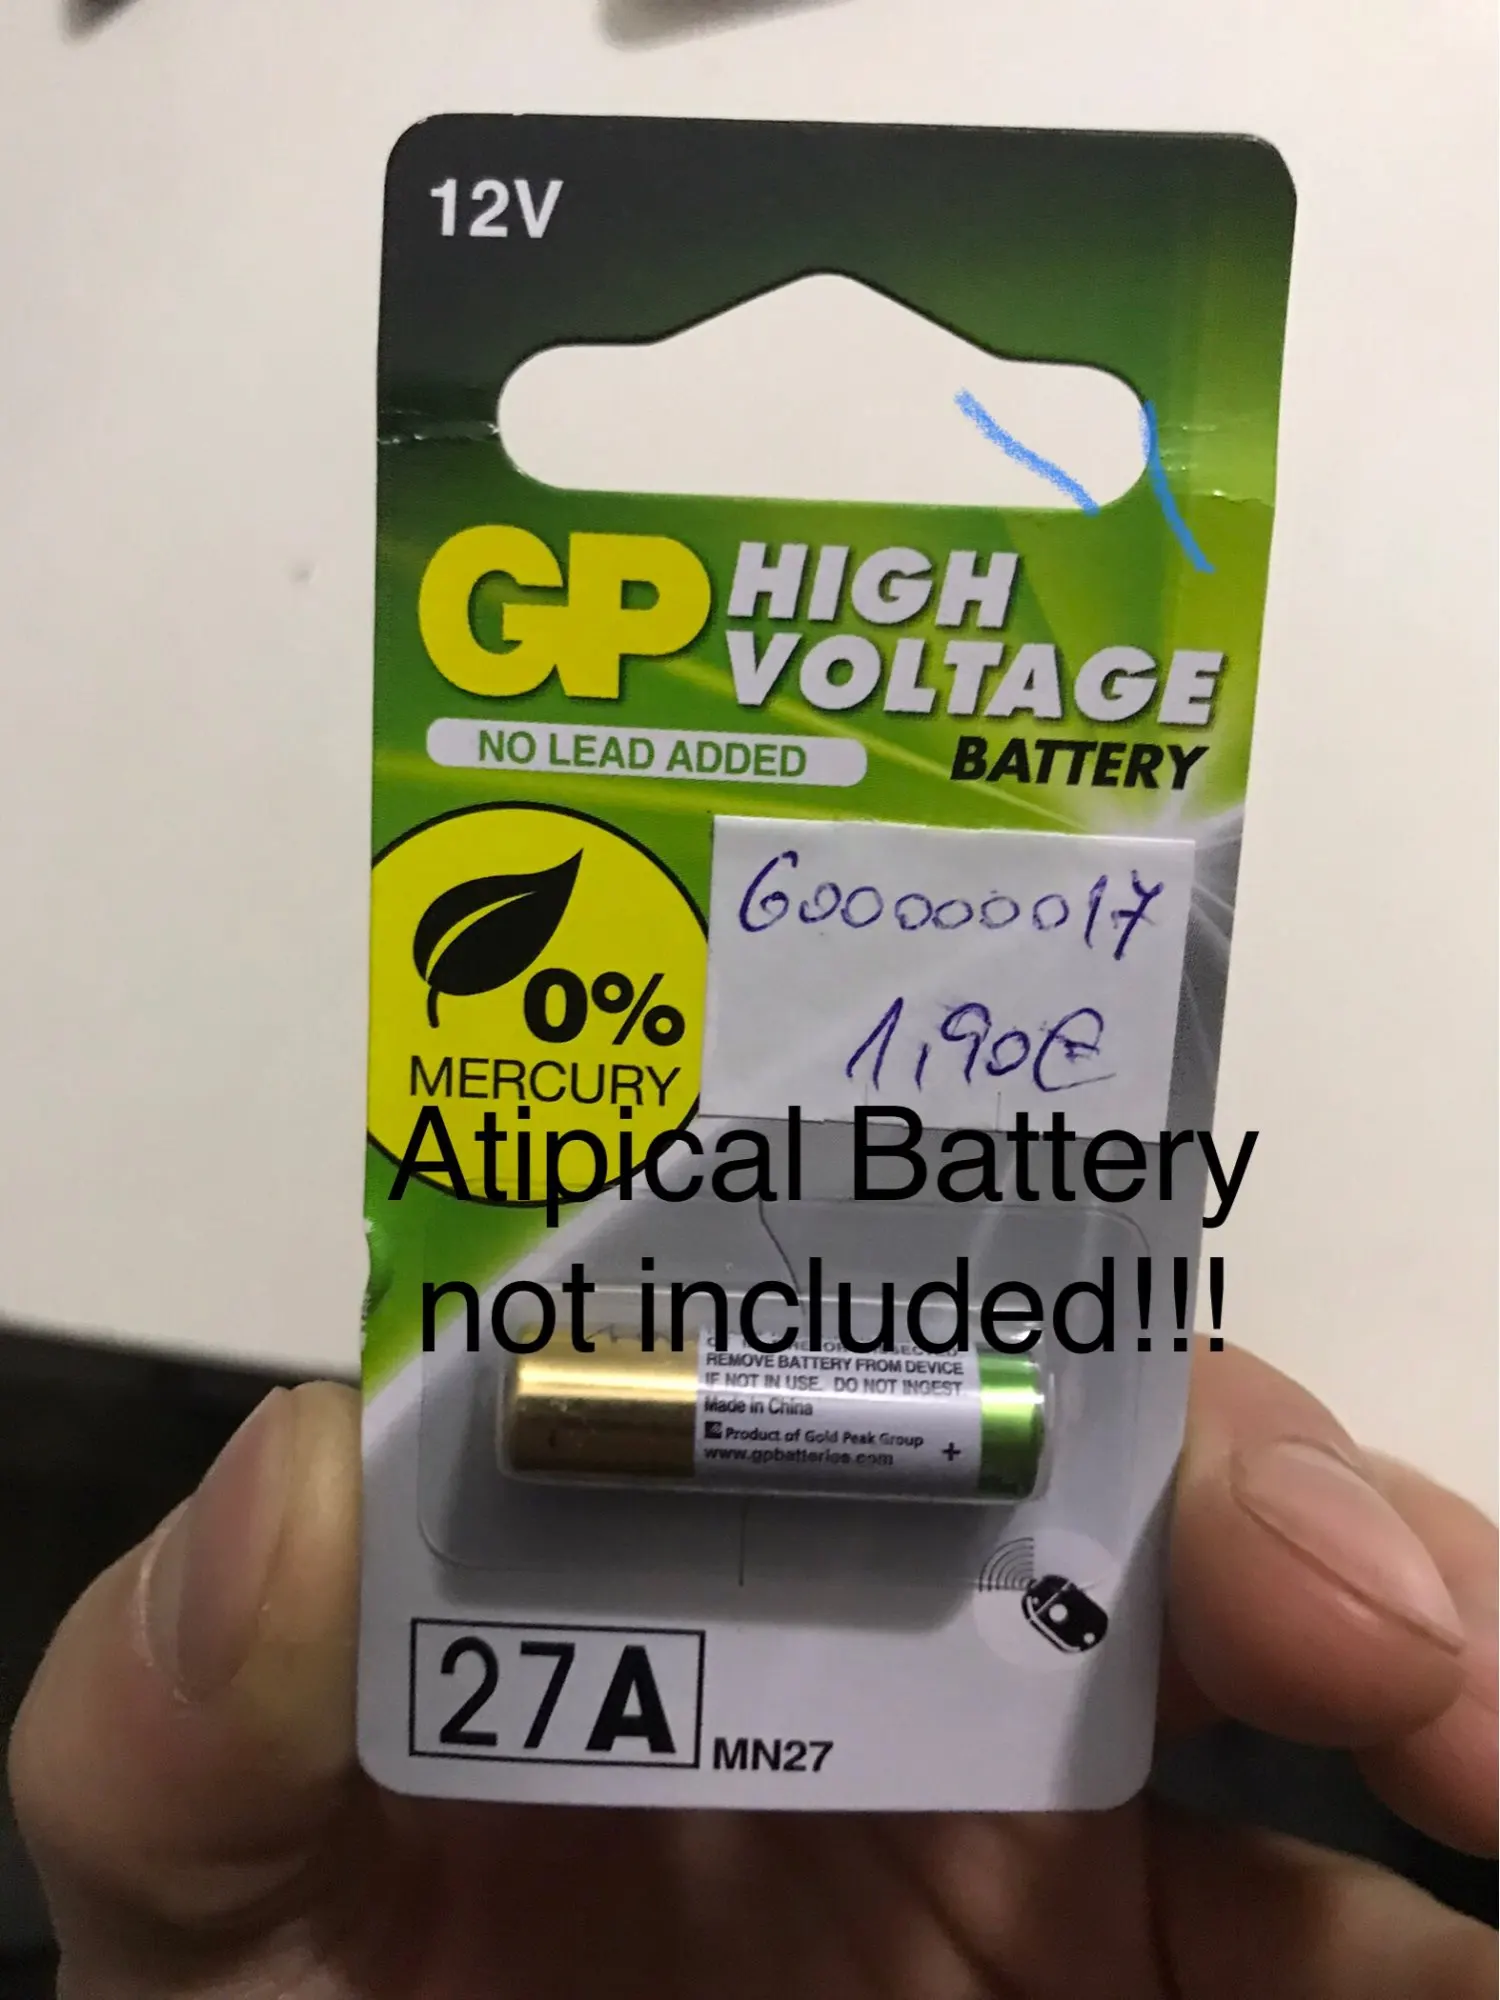 12V
GP HIGH
VOLTAGE
BATTERY
NO LEAD ADDED
6000000017
1,90€
0%
MERCURY
Atipical Battery
not included!!!
REMOVE BATTERY FROM DEVICE
IF NOT IN USE. DO NOT INGEST
Made in China
Product of Gold Peak Group
www.gpbatteries.com
+
27A MN27